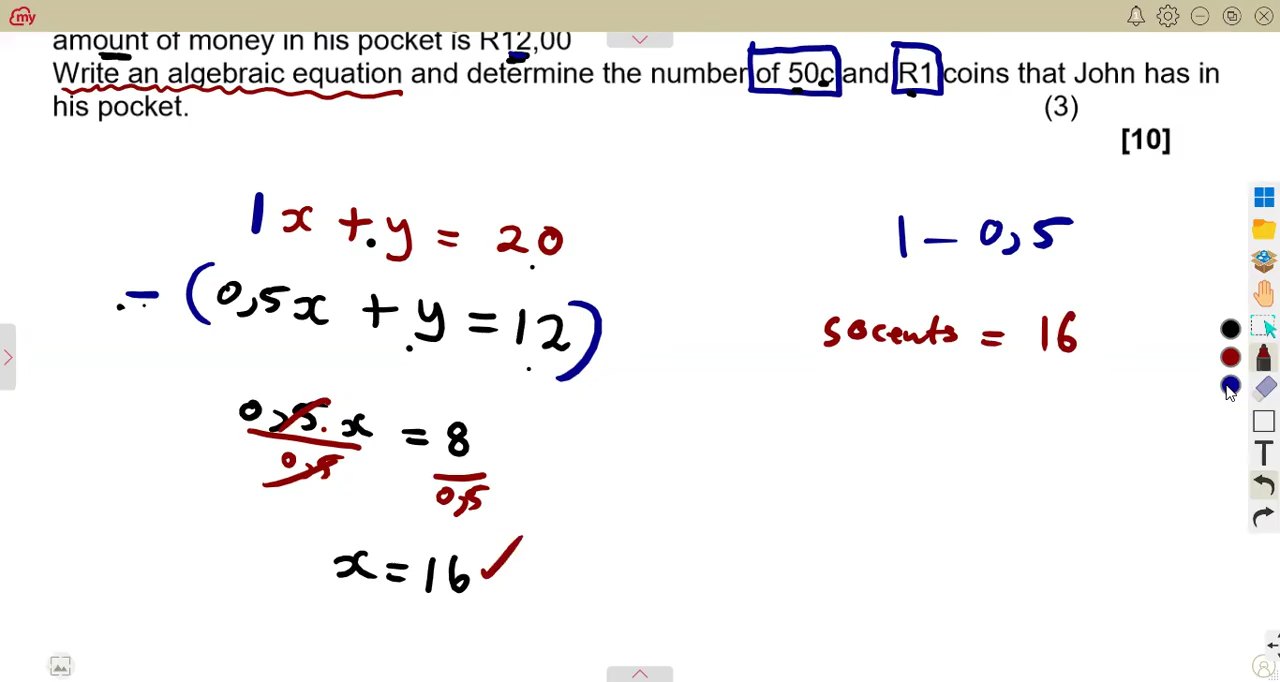 my
amount of money in his pocket is R12,00
Write an algebraic equation and determine the number of 50c and R1 coins that John has in
his pocket. (3)
[10]
1x + y = 20
- (0,5x + y = 12)
1 - 0,5
50cents = 16
0,5.x = 8
0,5 0,5
x = 16 ✓
T